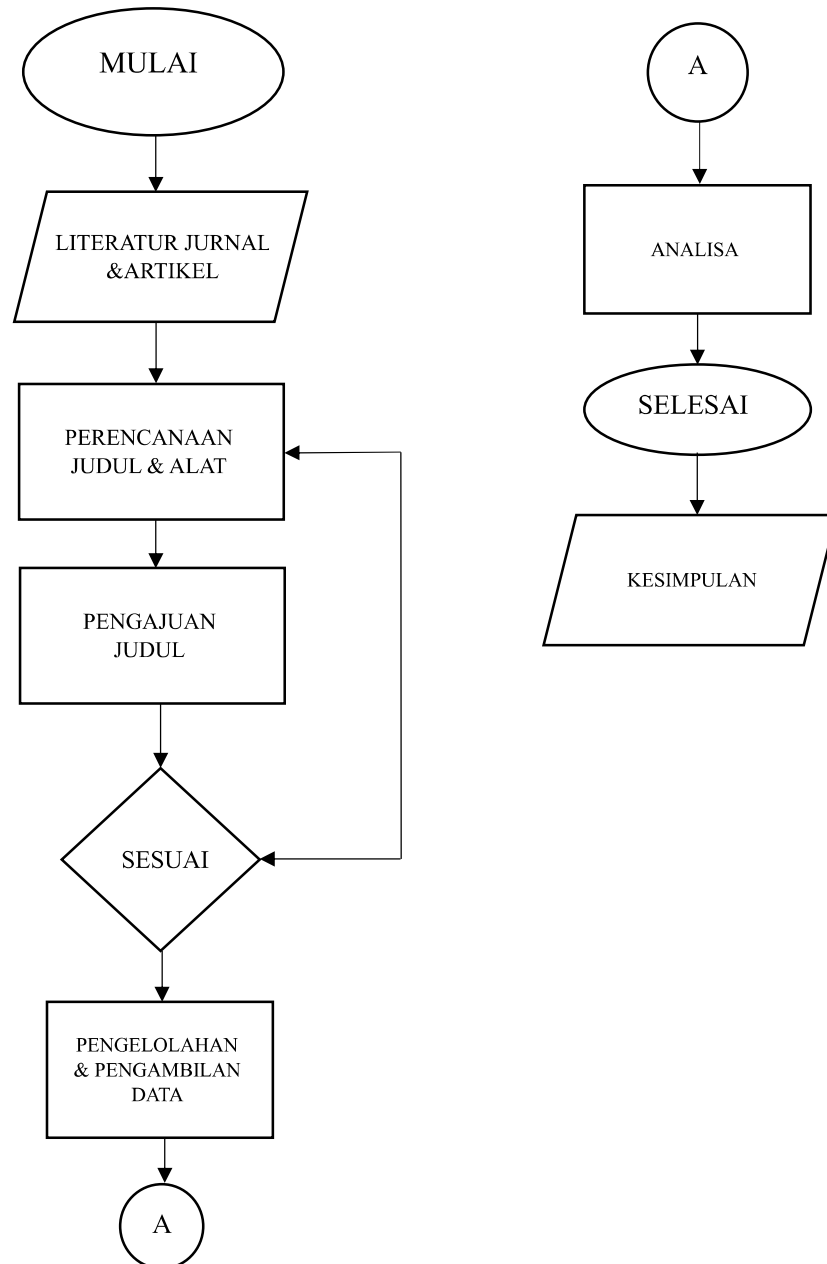 MULAI
LITERATUR JURNAL
&ARTIKEL
PERENCANAAN
JUDUL & ALAT
PENGAJUAN
JUDUL
SESUAI
PENGELOLAHAN
& PENGAMBILAN
DATA
A
A
ANALISA
SELESAI
KESIMPULAN